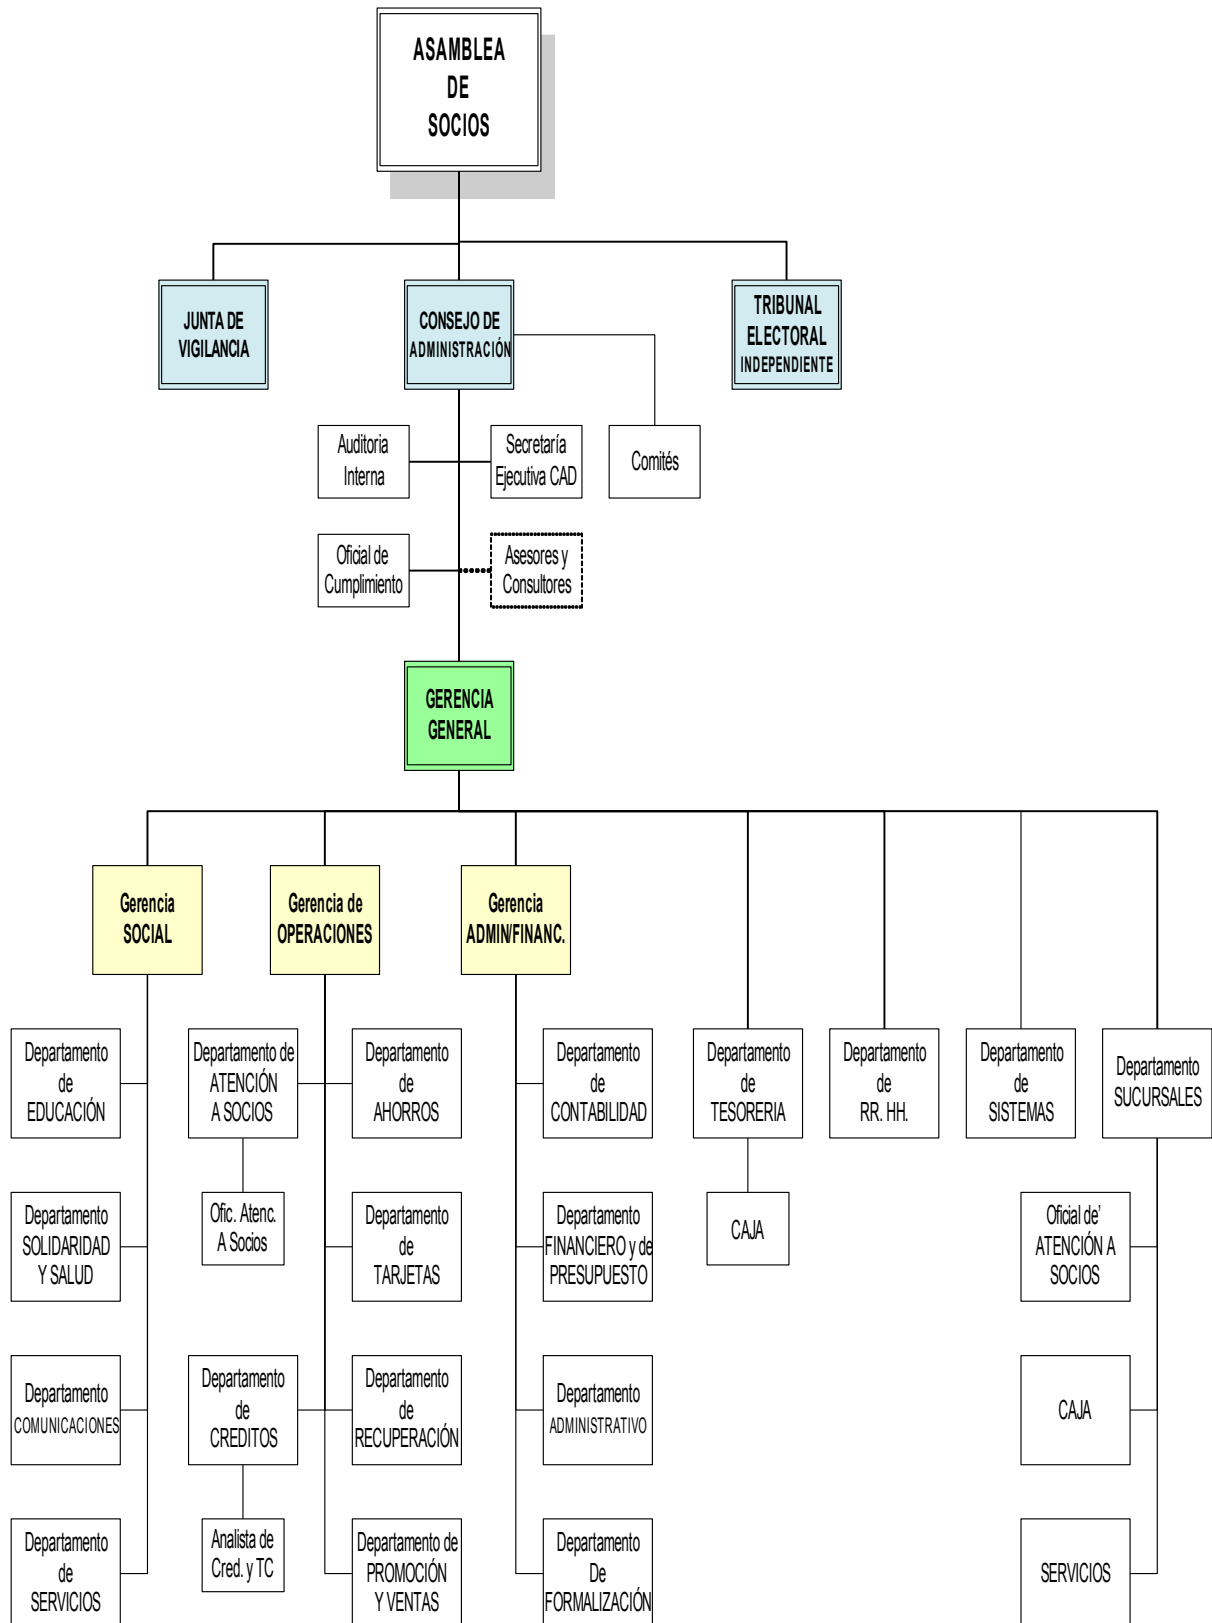 ASAMBLEA
DE
SOCIOS
JUNTA DE
VIGILANCIA
CONSEJO DE
ADMINISTRACIÓN
TRIBUNAL
ELECTORAL
INDEPENDIENTE
Auditoria
Interna
Secretaría
Ejecutiva CAD
Comités
Oficial de
Cumplimiento
Asesores y
Consultores
GERENCIA
GENERAL
Gerencia
SOCIAL
Gerencia de
OPERACIONES
Gerencia
ADMIN/FINANC.
Departamento
de
EDUCACIÓN
Departamento de
ATENCIÓN
A SOCIOS
Departamento
de
AHORROS
Departamento
de
CONTABILIDAD
Departamento
de
TESORERIA
Departamento
de
RR. HH.
Departamento
de
SISTEMAS
Departamento
SUCURSALES
Departamento
SOLIDARIDAD
Y SALUD
Ofic. Atenc.
A Socios
Departamento
de
TARJETAS
Departamento
FINANCIERO y de
PRESUPUESTO
CAJA
Oficial de’
ATENCIÓN A
SOCIOS
Departamento
COMUNICACIONES
Departamento
de
CREDITOS
Departamento
de
RECUPERACIÓN
Departamento
ADMINISTRATIVO
CAJA
Departamento
de
SERVICIOS
Analista de
Cred. y TC
Departamento de
PROMOCIÓN
Y VENTAS
Departamento
De
FORMALIZACIÓN
SERVICIOS